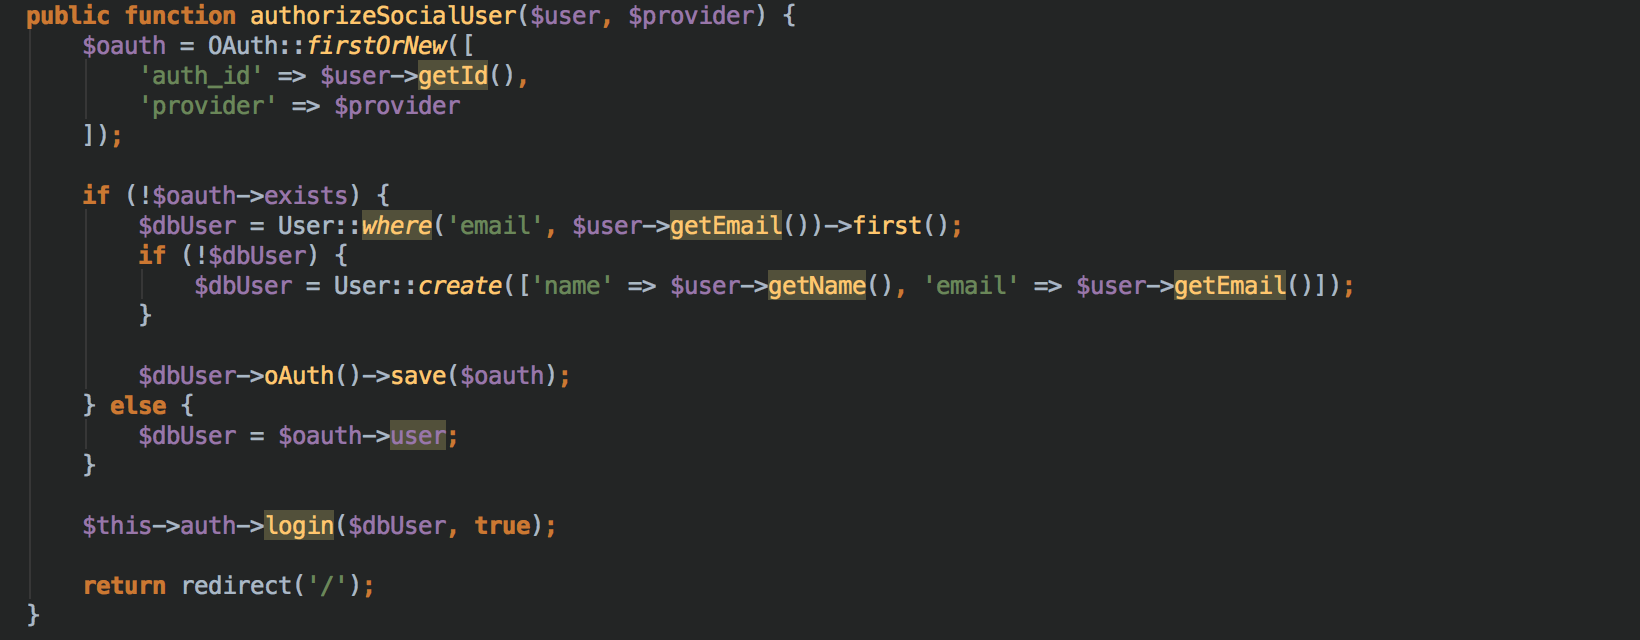 public function authorizeSocialUser($user, $provider) {
    $oauth = OAuth::firstOrNew([
        'auth_id' => $user->getId(),
        'provider' => $provider
    ]);

    if (!$oauth->exists) {
        $dbUser = User::where('email', $user->getEmail())->first();
        if (!$dbUser) {
            $dbUser = User::create(['name' => $user->getName(), 'email' => $user->getEmail()]);
        }

        $dbUser->oAuth()->save($oauth);
    } else {
        $dbUser = $oauth->user;
    }

    $this->auth->login($dbUser, true);

    return redirect('/');
}